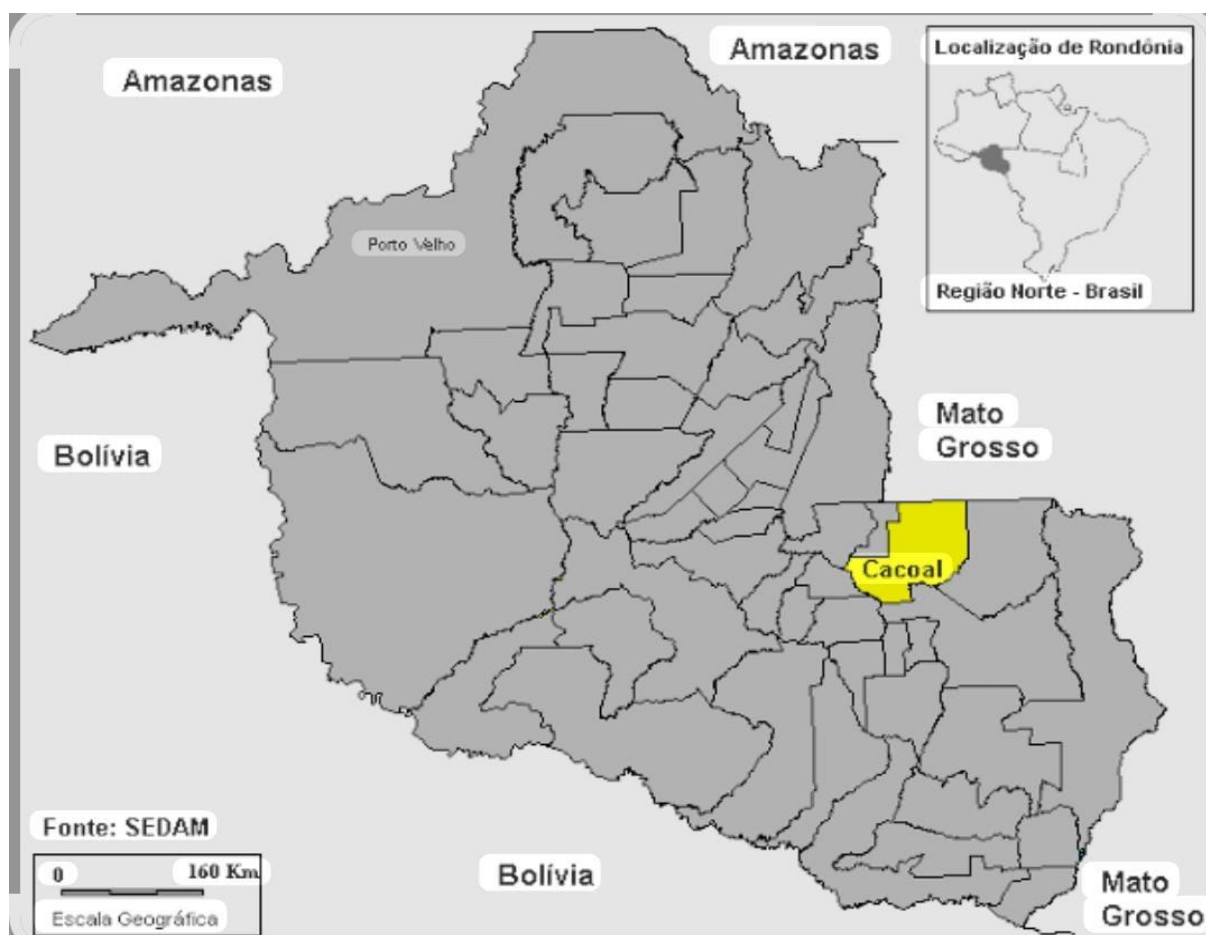 Amazonas
Amazonas
Localização de Rondônia
Região Norte - Brasil
Porto Velho
Bolívia
Mato
Grosso
Cacoal
Fonte: SEDAM
0 160 Km
Escala Geográfica
Bolívia
Mato
Grosso